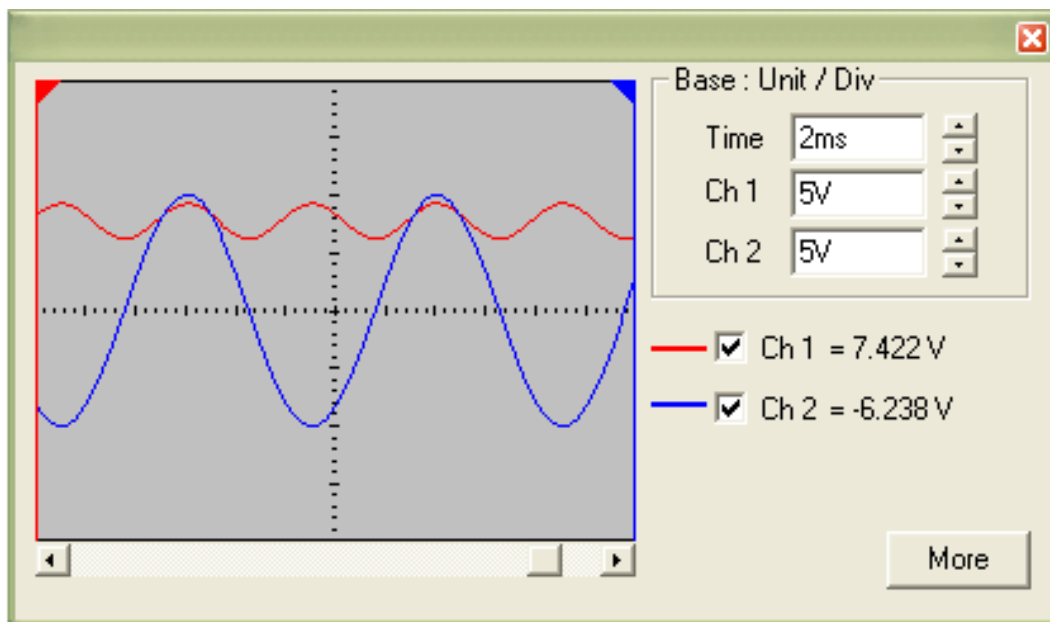 Base : Unit / Div
Time 2ms
Ch 1 5V
Ch 2 5V
Ch 1 = 7.422 V
Ch 2 = -6.238 V
More